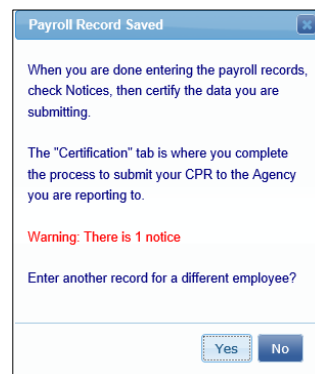 Payroll Record Saved
When you are done entering the payroll records,
check Notices, then certify the data you are
submitting.
The "Certification" tab is where you complete
the process to submit your CPR to the Agency
you are reporting to.
Warning: There is 1 notice
Enter another record for a different employee?
Yes No